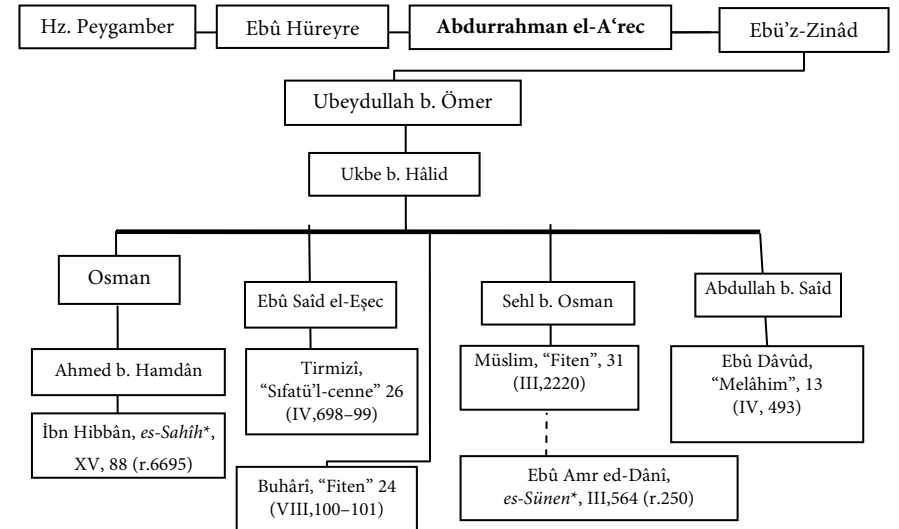 Hz. Peygamber
Ebû Hüreyre
Abdurrahman el-A‘rec
Ebü’z-Zinâd
Ubeydullah b. Ömer
Ukbe b. Hâlid
Osman
Ebû Saîd el-Eşec
Sehl b. Osman
Abdullah b. Saîd
Ahmed b. Hamdân
Tirmizî,
“Sıfatü’l-cenne” 26
(IV,698–99)
Müslim, “Fiten”, 31
(III,2220)
Ebû Dâvûd,
“Melâhim”, 13
(IV, 493)
İbn Hibbân, es-Sahîh*,
XV, 88 (r.6695)
Buhârî, “Fiten” 24
(VIII,100–101)
Ebû Amr ed-Dânî,
es-Sünen*, III,564 (r.250)